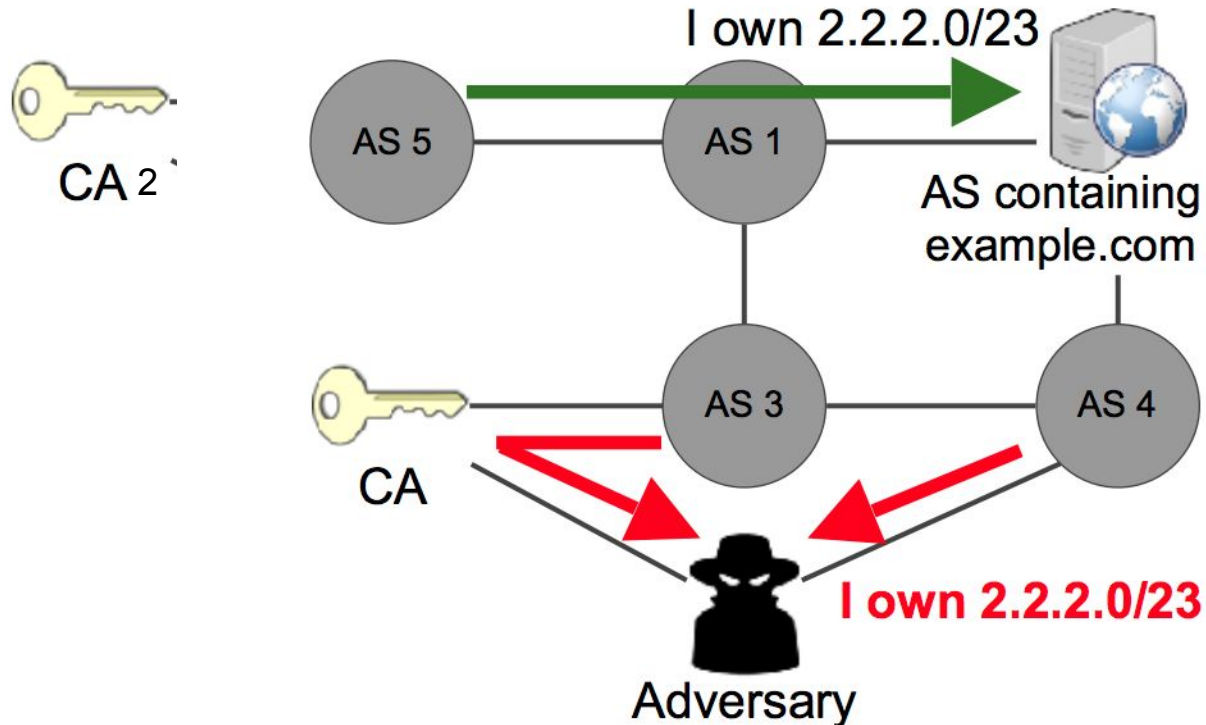 I own 2.2.2.0/23
AS 5
AS 1
CA 2
AS containing
example.com
AS 3
AS 4
CA
I own 2.2.2.0/23
Adversary